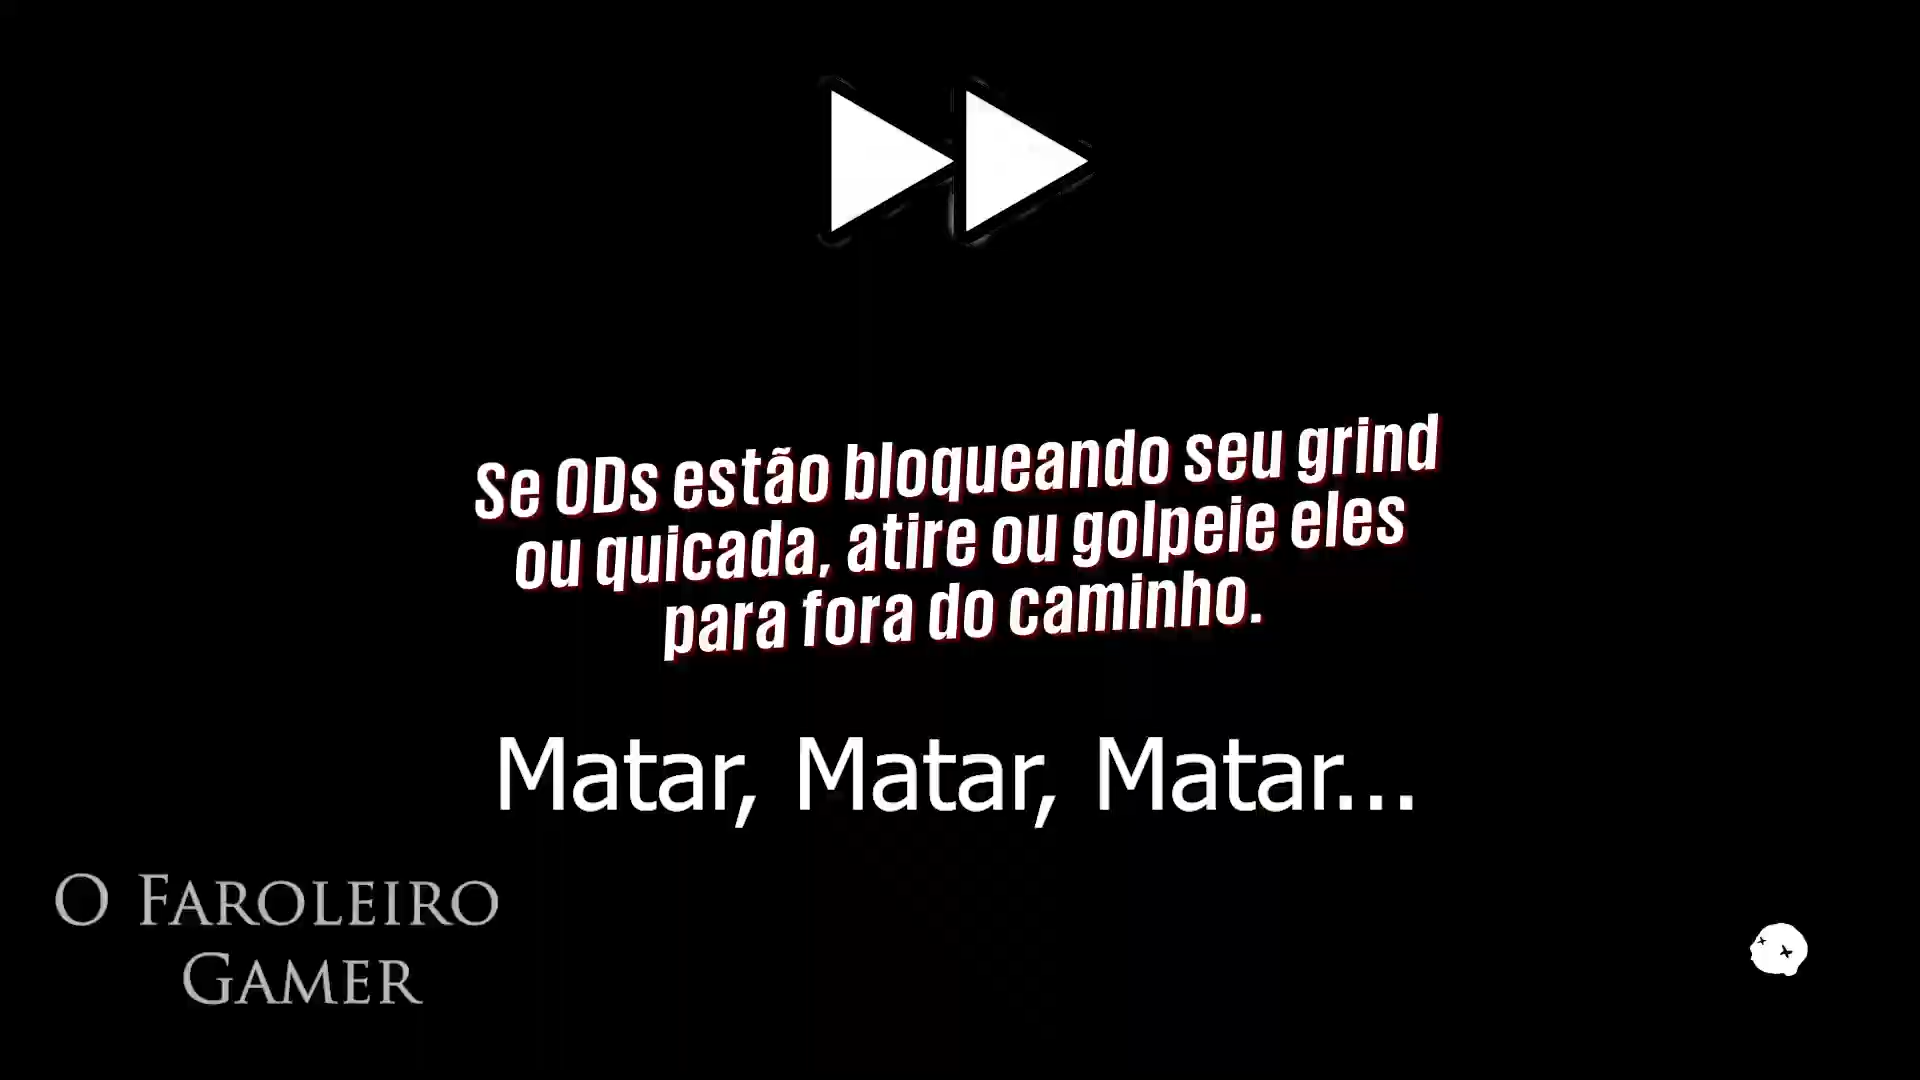 Se ODs estão bloqueando seu grind
ou quicada, atire ou golpeie eles
para fora do caminho.
Matar, Matar, Matar...
O Faroleiro
Gamer